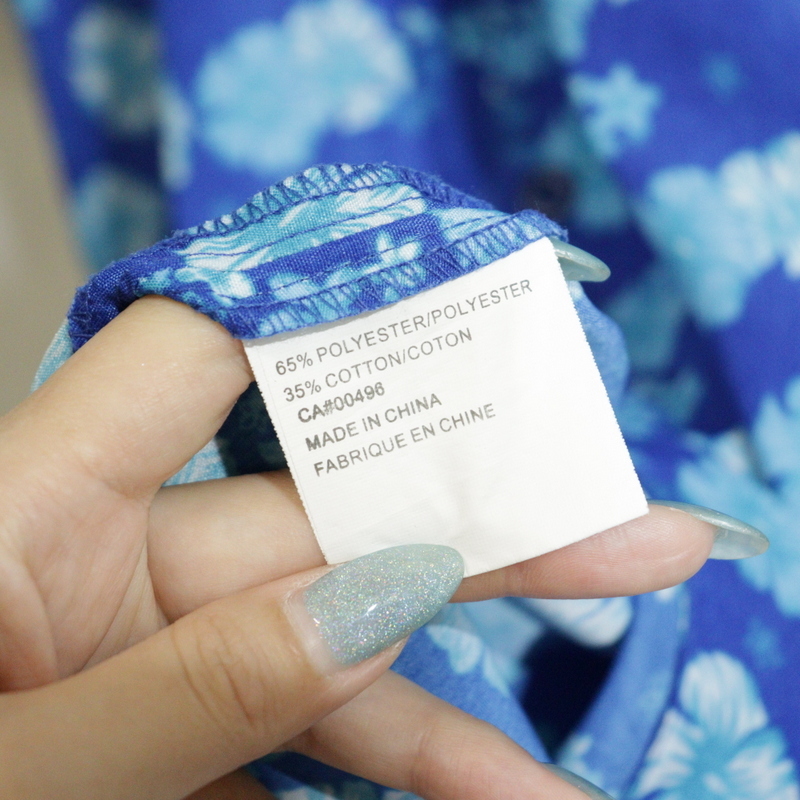 65% POLYESTER/POLYESTER
35% COTTON/COTON
CA#00496
MADE IN CHINA
FABRIQUE EN CHINE